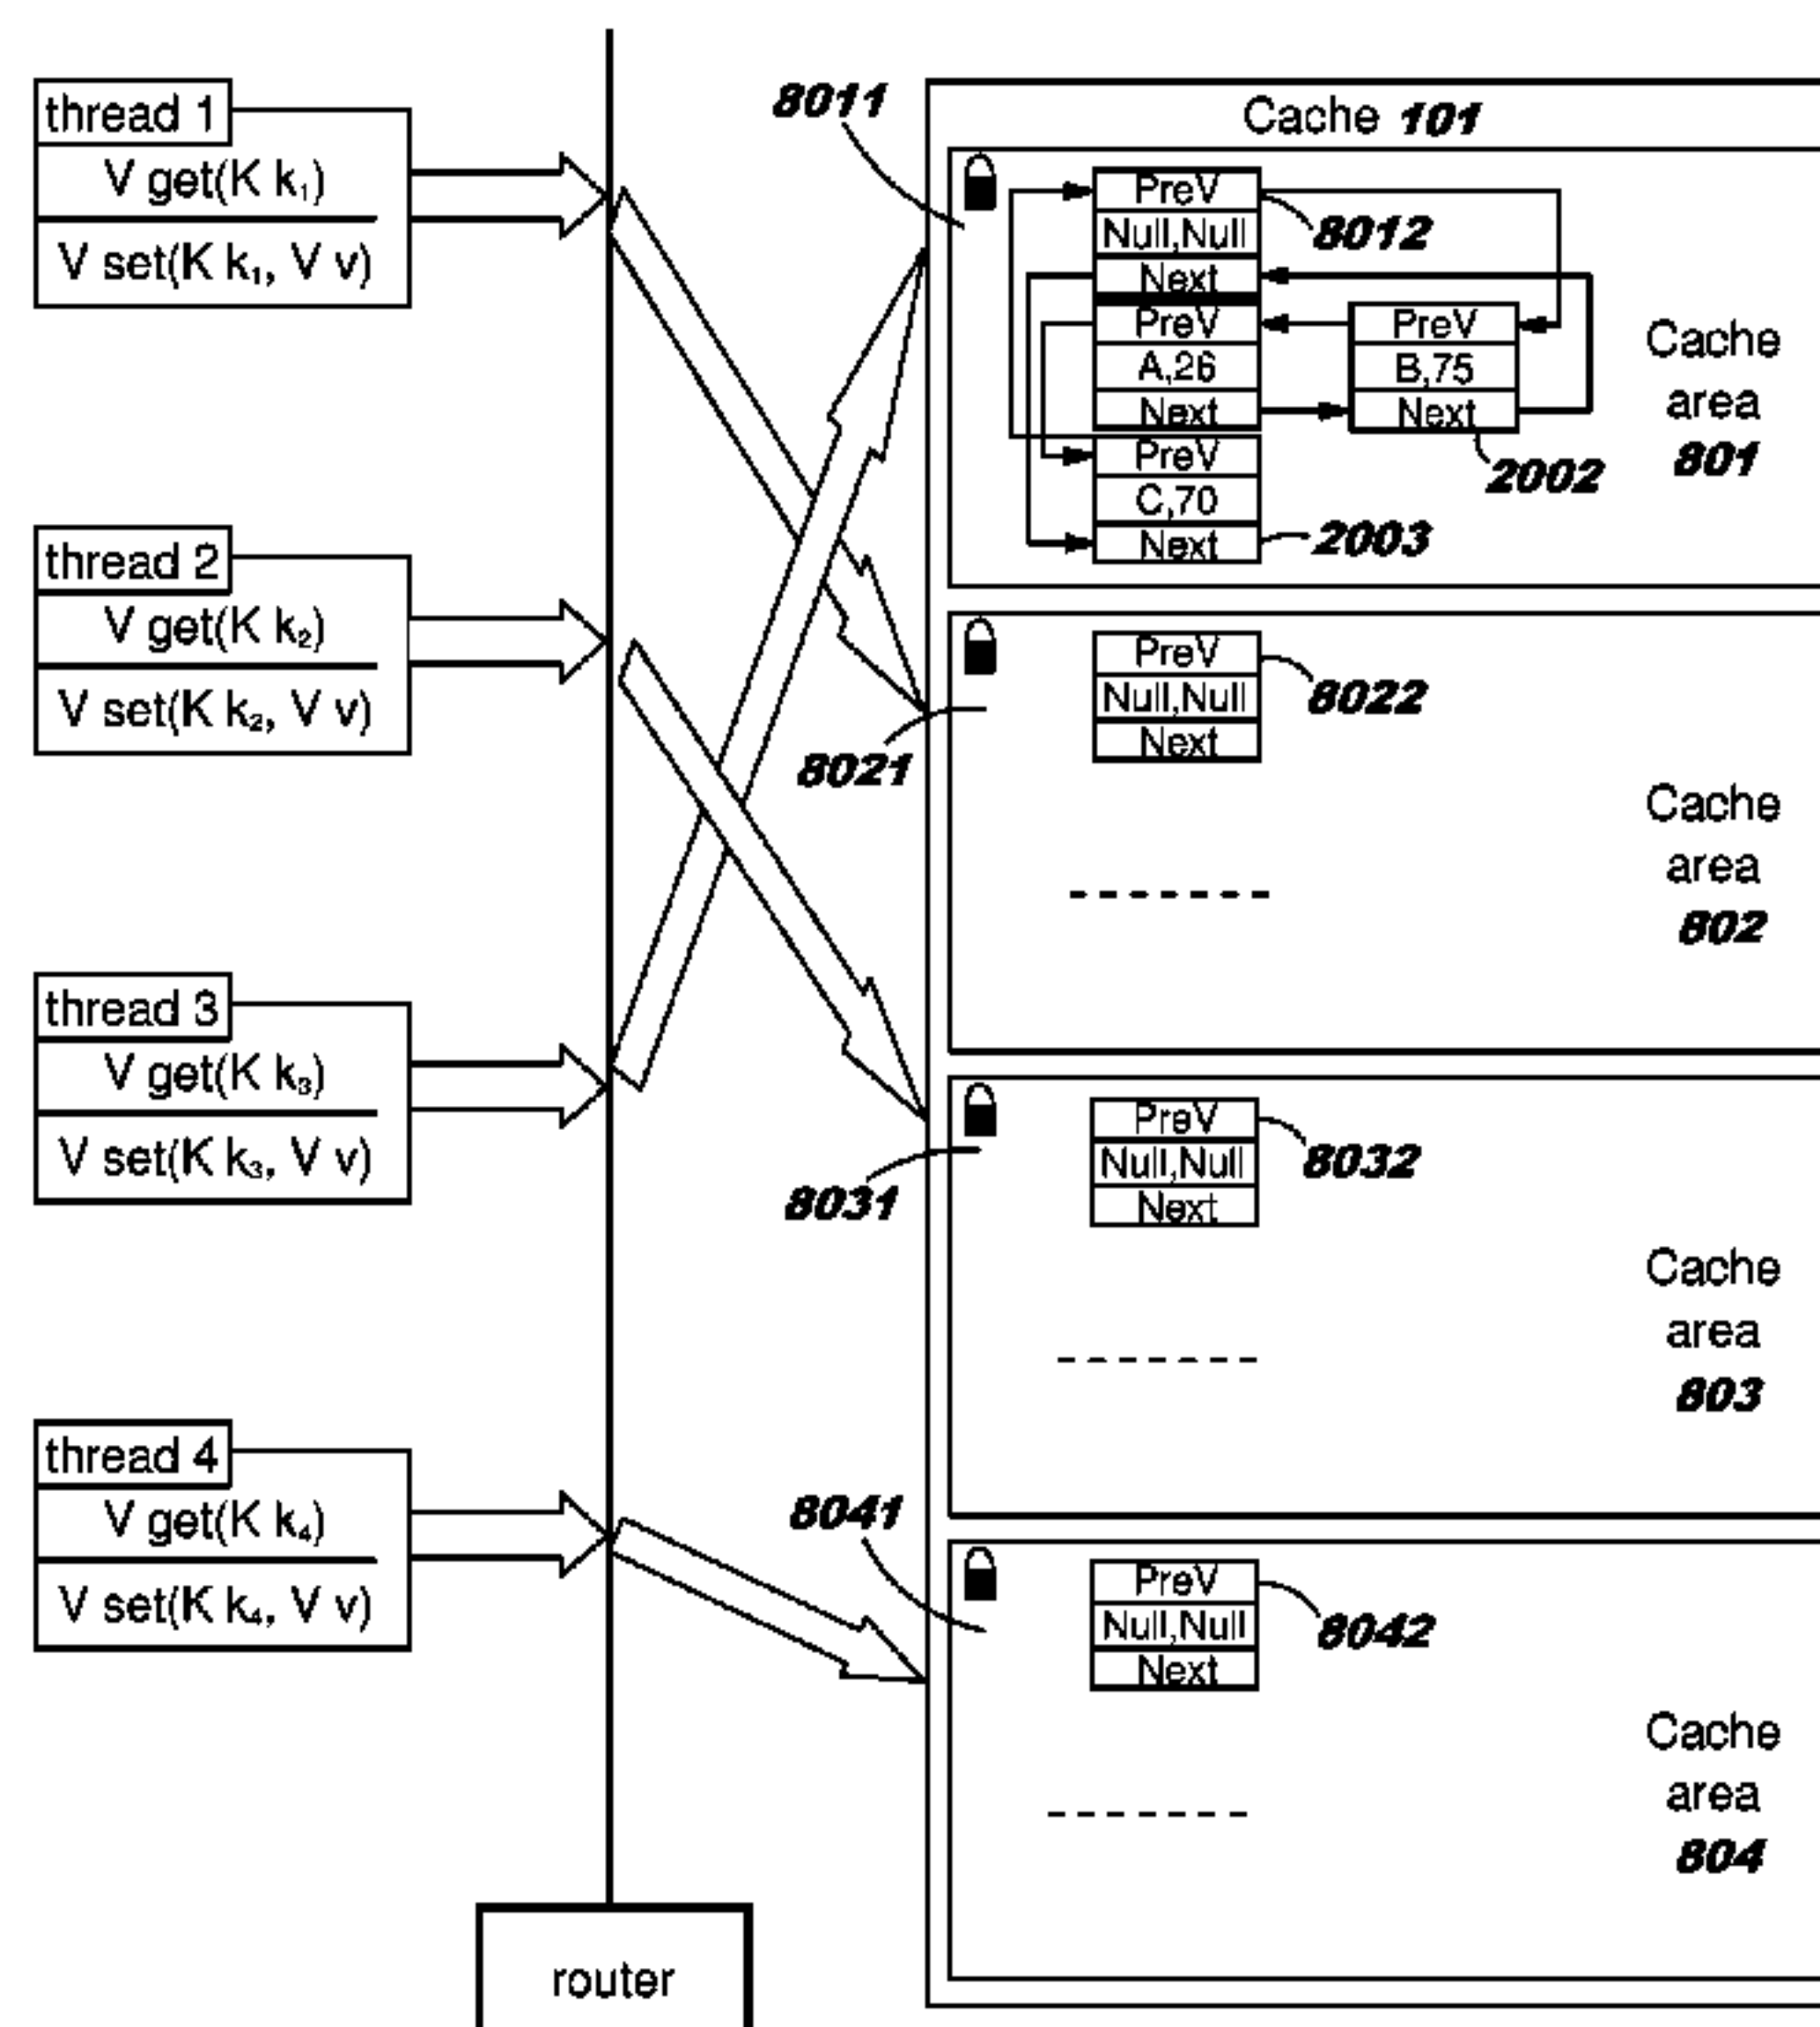 thread 1
V get(K k₁)
V set(K k₁, V v)
thread 2
V get(K k₂)
V set(K k₂, V v)
thread 3
V get(K k₃)
V set(K k₃, V v)
thread 4
V get(K k₄)
V set(K k₄, V v)
router
8011
8021
8031
8041
Cache 101
PreV
Null,Null
Next
8012
PreV
A,26
Next
PreV
B,75
Next
2002
PreV
C,70
Next
2003
Cache
area
801
PreV
Null,Null
Next
8022
Cache
area
802
PreV
Null,Null
Next
8032
Cache
area
803
PreV
Null,Null
Next
8042
Cache
area
804